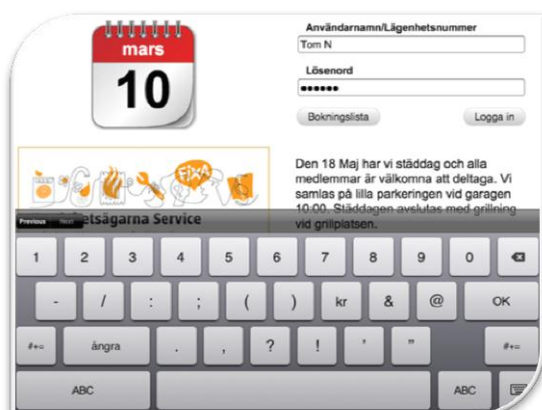 mars
10
Användarnamn/Lägenhetsnummer
Tom N
Lösenord
••••••
Bokningslista
Logga in
FIXA
etsägarna Service
Den 18 Maj har vi städdag och alla
medlemmar är välkomna att deltaga. Vi
samlas på lilla parkeringen vid garagen
10:00. Städdagen avslutas med grillning
vid grillplatsen.
Previous Next
1 2 3 4 5 6 7 8 9 0
- / : ; ( ) kr & @ OK
#+= ångra . , ? ! ' " #+=
ABC ABC